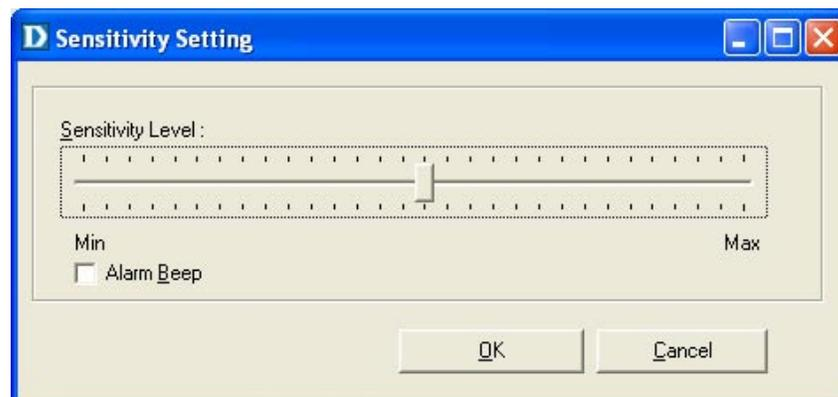 D Sensitivity Setting
Sensitivity Level :
Min Max
Alarm Beep
OK Cancel